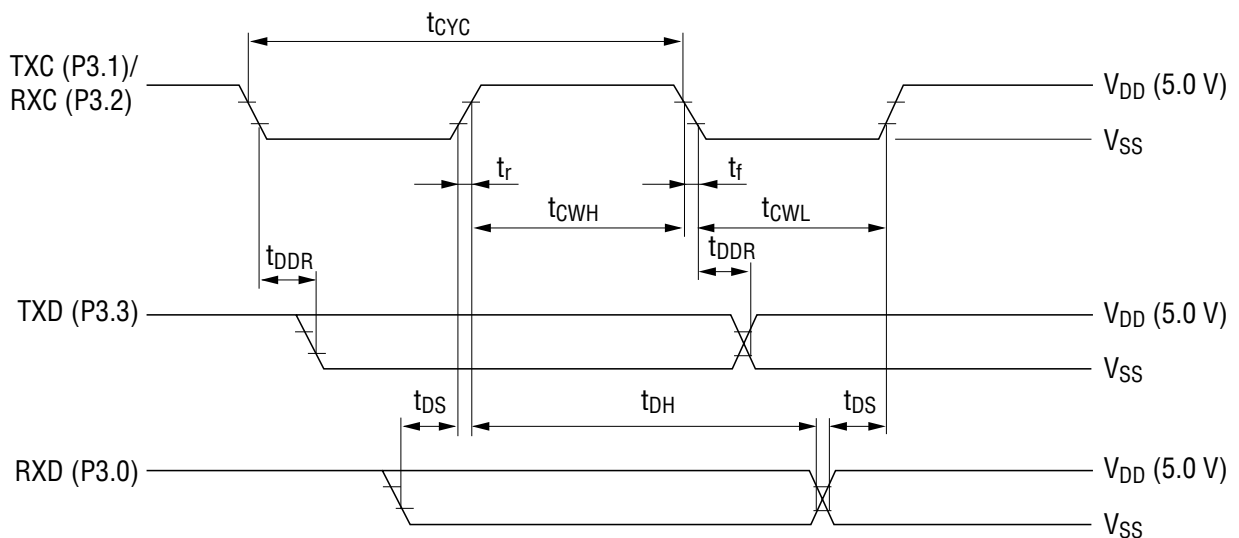 tCYC
TXC (P3.1)/
RXC (P3.2)
VDD (5.0 V)
VSS
tr
tf
tCWH
tCWL
tDDR
tDDR
TXD (P3.3)
VDD (5.0 V)
VSS
tDS
tDH
tDS
RXD (P3.0)
VDD (5.0 V)
VSS